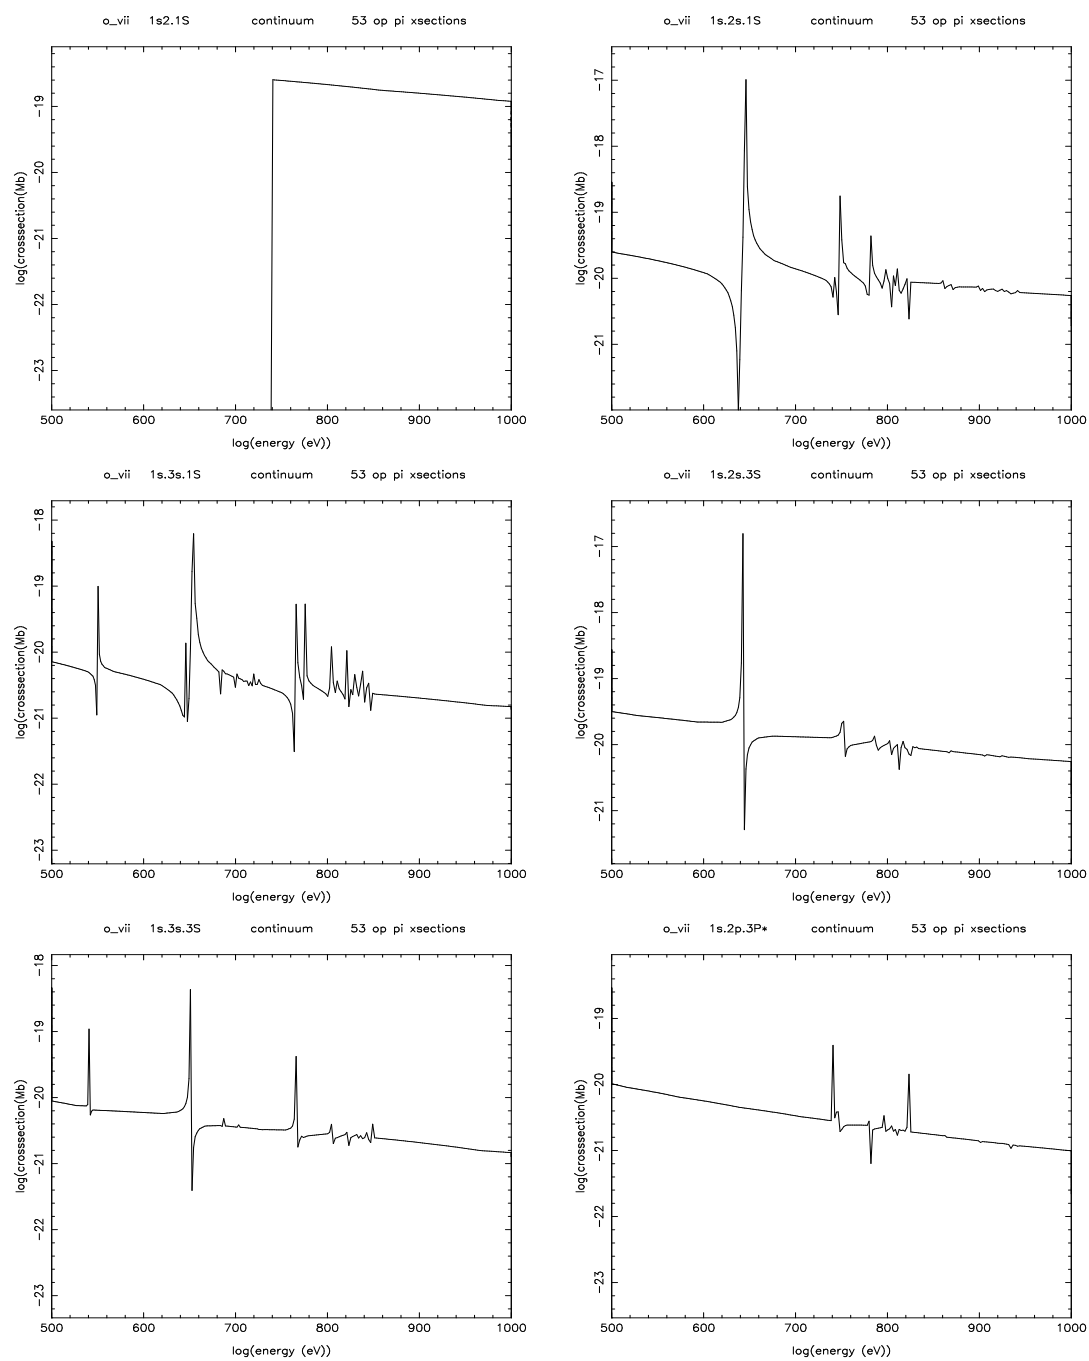 o_vii 1s2.1S continuum 53 op pi xsections
log(crosssection(Mb)
-19
-20
-21
-22
-23
500 600 700 800 900 1000
log(energy (eV))
o_vii 1s.2s.1S continuum 53 op pi xsections
log(crosssection(Mb)
-17
-18
-19
-20
-21
500 600 700 800 900 1000
log(energy (eV))
o_vii 1s.3s.1S continuum 53 op pi xsections
log(crosssection(Mb)
-18
-19
-20
-21
-22
-23
500 600 700 800 900 1000
log(energy (eV))
o_vii 1s.2s.3S continuum 53 op pi xsections
log(crosssection(Mb)
-17
-18
-19
-20
-21
500 600 700 800 900 1000
log(energy (eV))
o_vii 1s.3s.3S continuum 53 op pi xsections
log(crosssection(Mb)
-18
-19
-20
-21
-22
-23
500 600 700 800 900 1000
log(energy (eV))
o_vii 1s.2p.3P* continuum 53 op pi xsections
log(crosssection(Mb)
-19
-20
-21
-22
-23
500 600 700 800 900 1000
log(energy (eV))